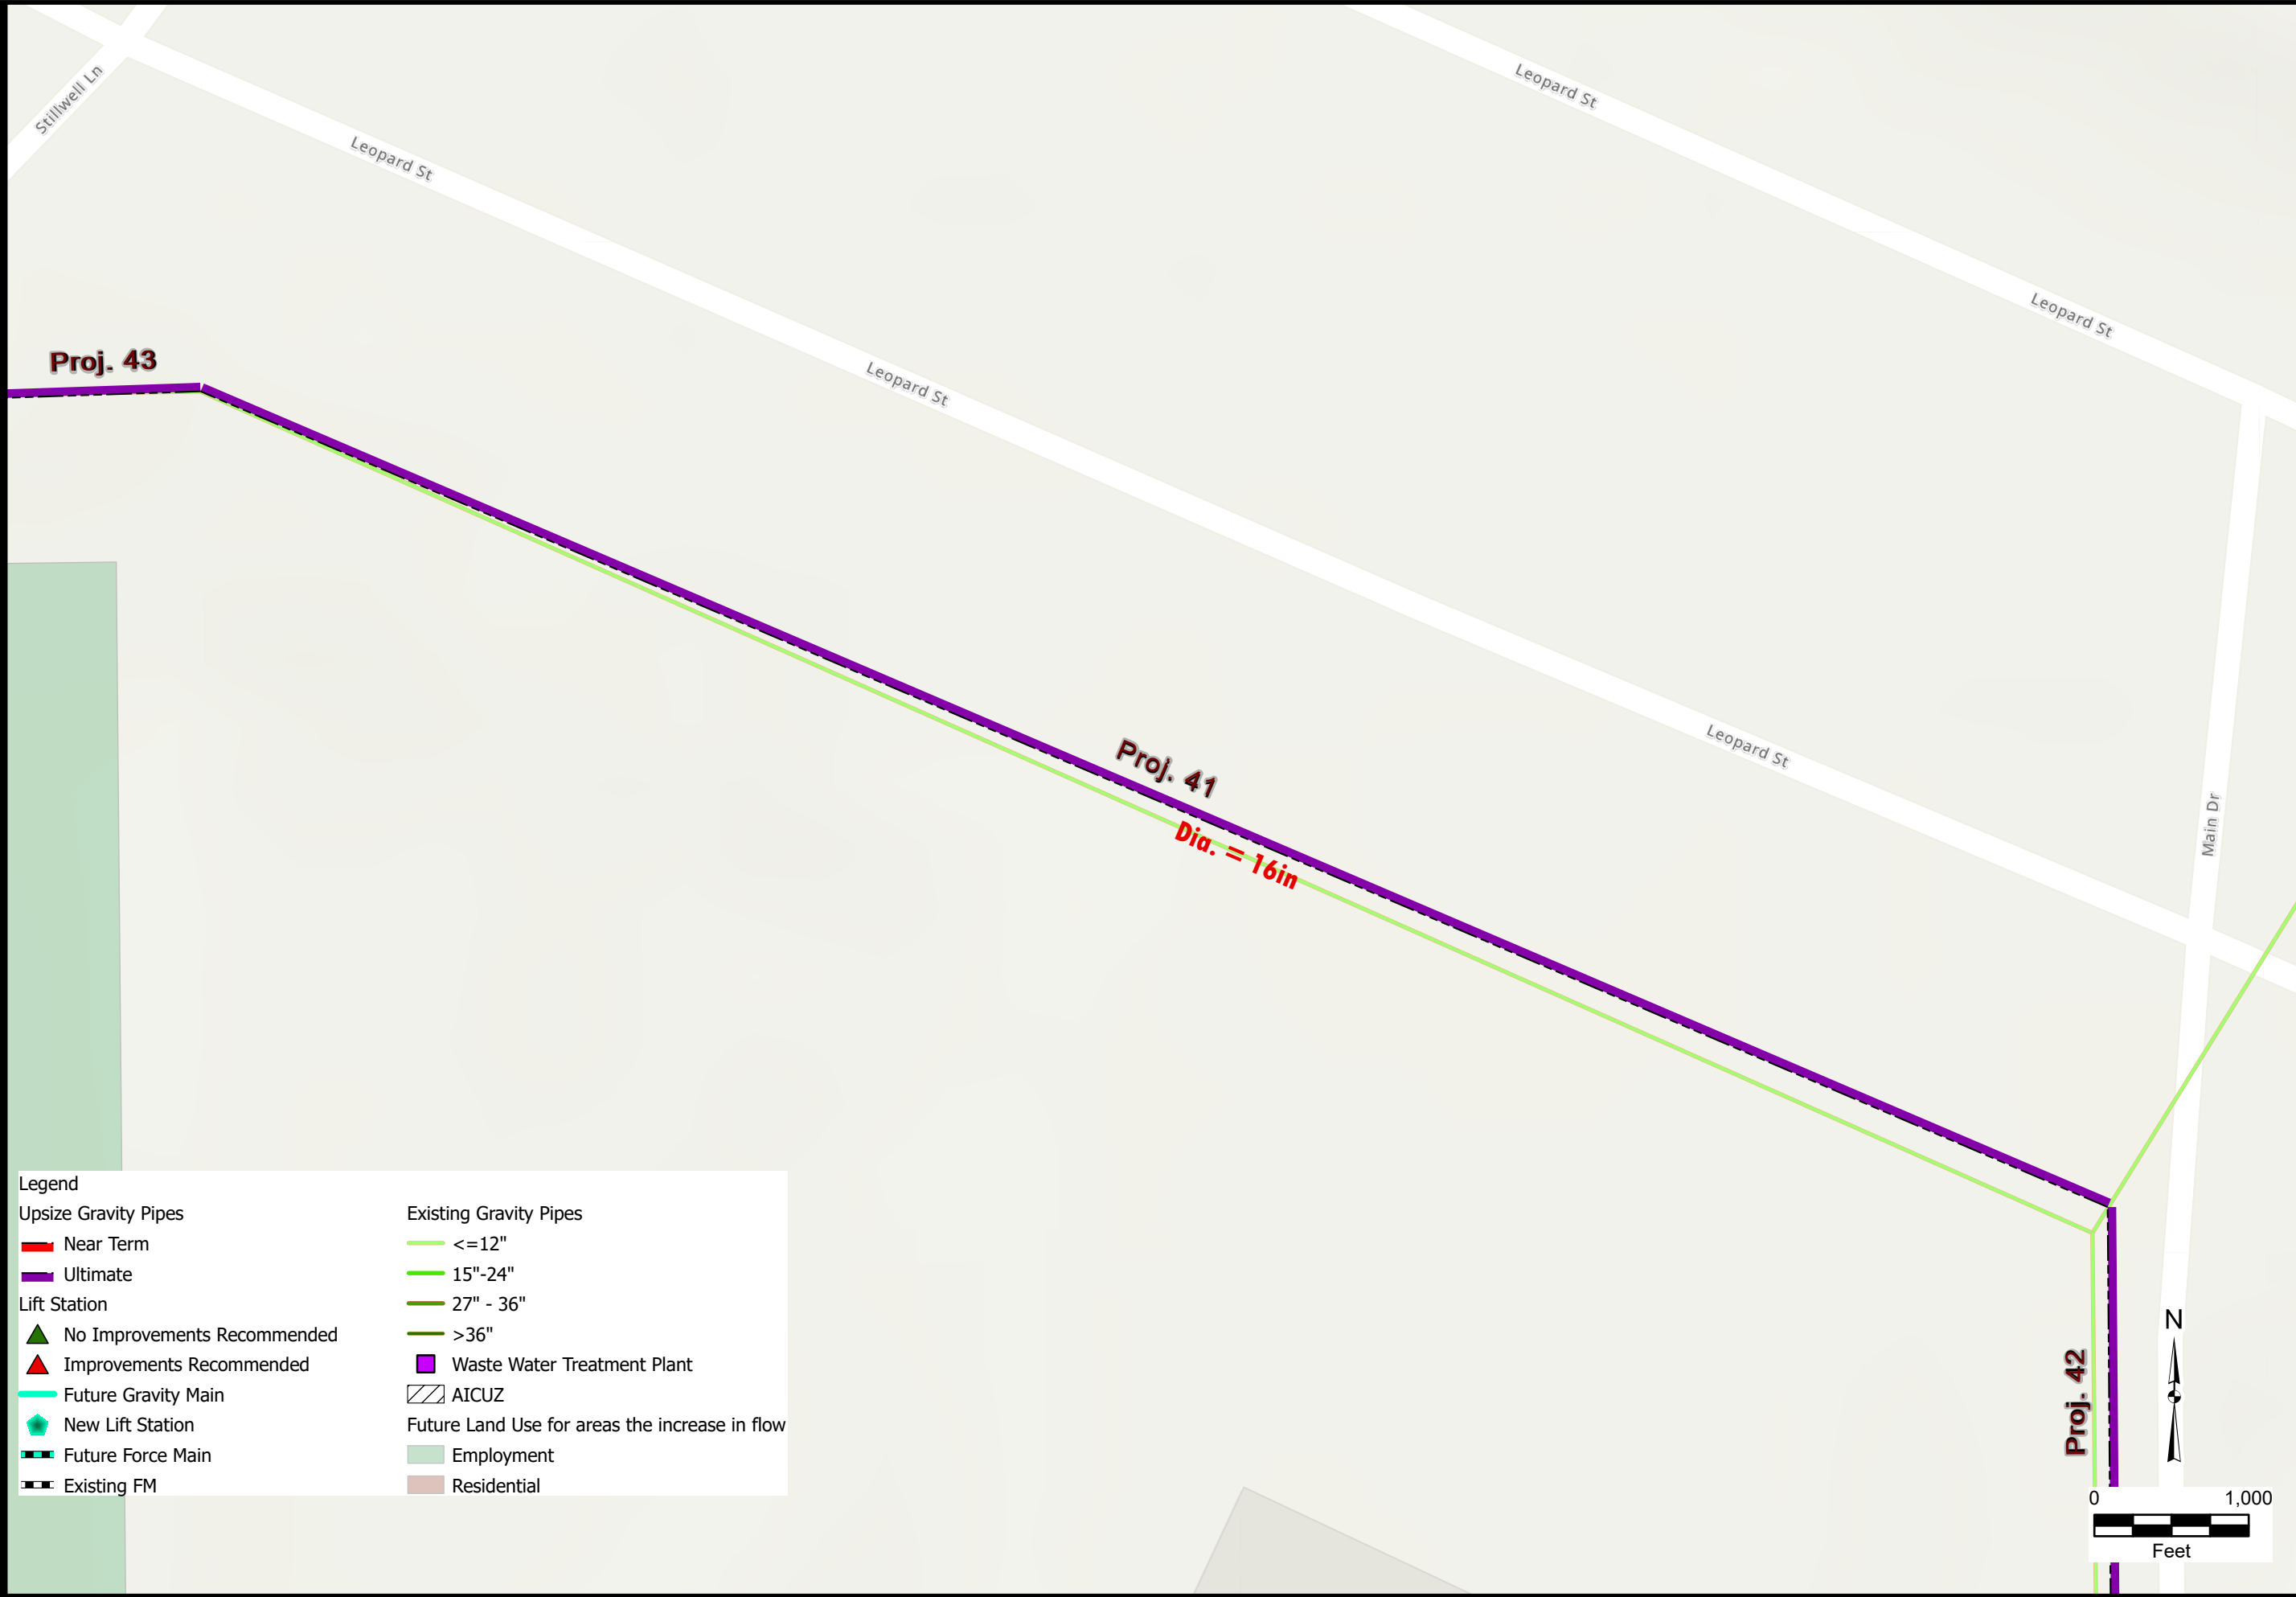 Leopard St
Stillwell Ln
Leopard St
Leopard St
Proj. 43
Leopard St
Proj. 41
Leopard St
Main Dr
Dia. = 16in
Legend
Upsize Gravity Pipes
Near Term
Ultimate
Lift Station
No Improvements Recommended
Improvements Recommended
Future Gravity Main
New Lift Station
Future Force Main
Existing FM
Existing Gravity Pipes
<=12"
15"-24"
27" - 36"
>36"
Waste Water Treatment Plant
AICUZ
Future Land Use for areas the increase in flow
Employment
Residential
N
Proj. 42
0 1,000
Feet